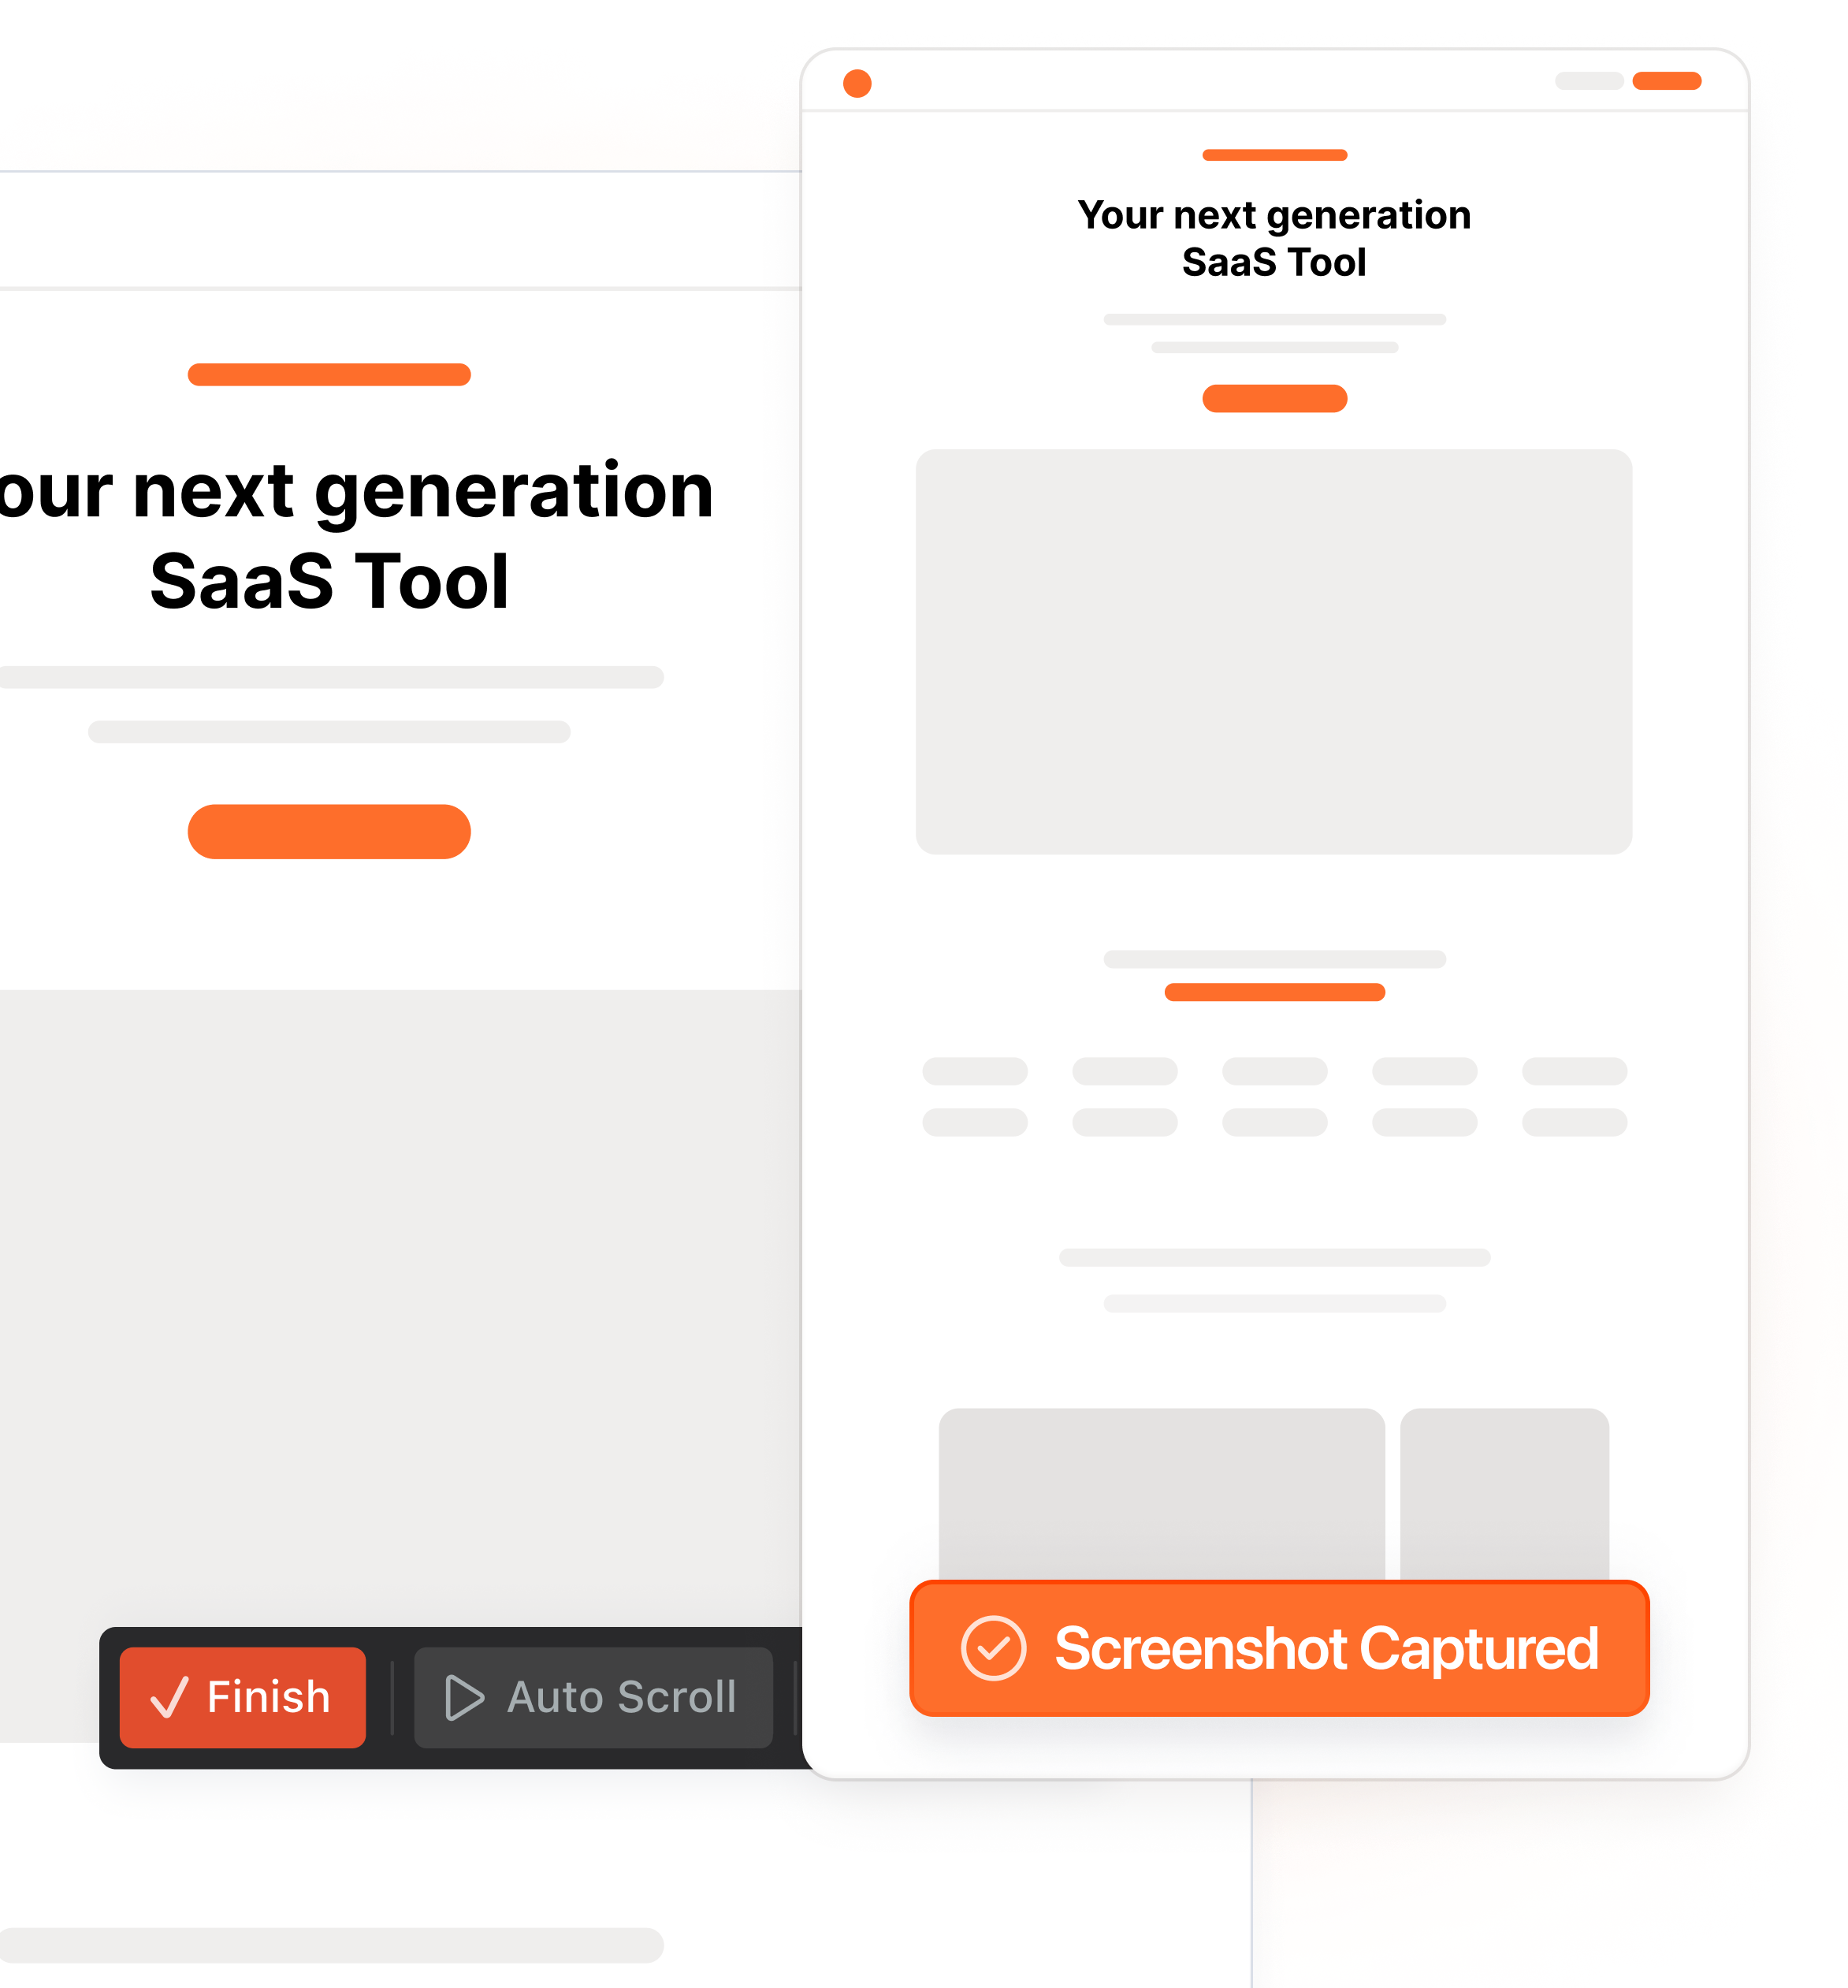 Your next generation
SaaS Tool
our next generation
SaaS Tool
Finish
Auto Scroll
Screenshot Captured